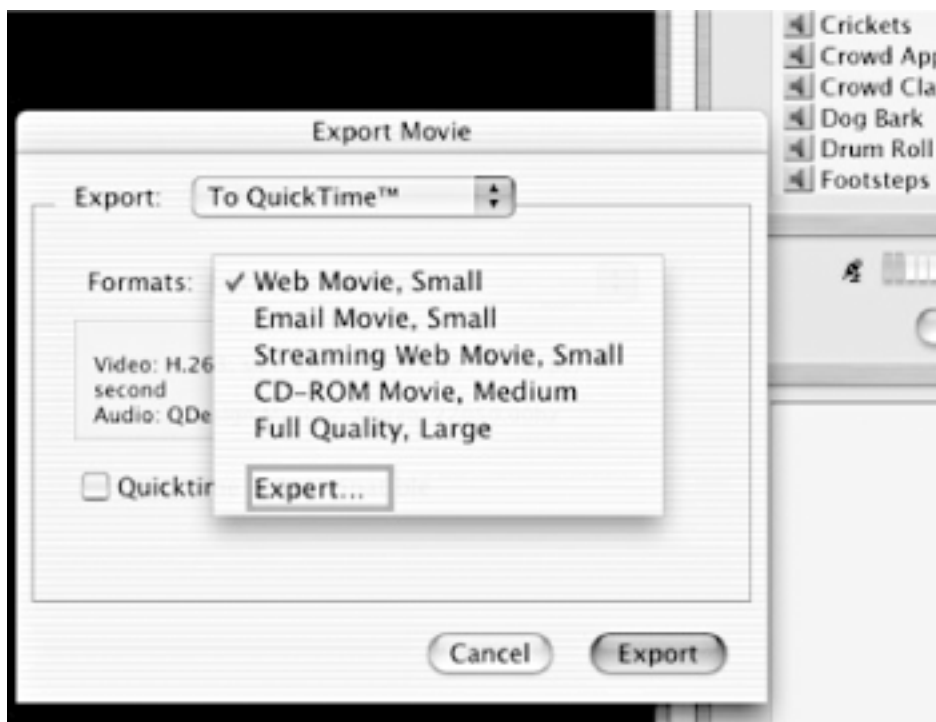 Crickets
Crowd App
Crowd Cla
Dog Bark
Drum Roll
Footsteps
Export Movie
Export: To QuickTime™
Formats: ✓ Web Movie, Small
Email Movie, Small
Streaming Web Movie, Small
CD-ROM Movie, Medium
Full Quality, Large
Expert...
Video: H.26
second
Audio: QDe
Quicktim
Cancel
Export